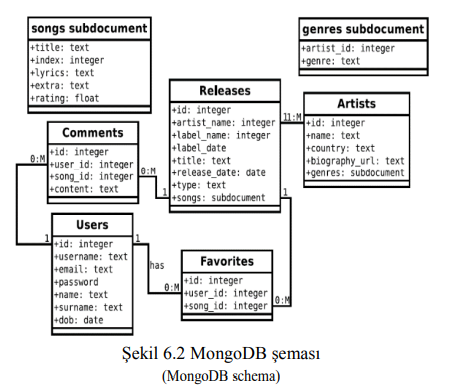 songs subdocument
+title: text
+index: integer
+lyrics: text
+extra: text
+rating: float
genres subdocument
+artist_id: integer
+genre: text
Releases
+id: integer
+artist_name: integer
+label_name: integer
+label_date
+title: text
+release_date: date
+type: text
+songs: subdocument
11:M
Artists
+id: integer
+name: text
+country: text
+biography_url: text
+genres: subdocument
Comments
+id: integer
+user_id: integer
+song_id: integer
+content: text
0:M
0:M
1
1
Users
+id: integer
+username: text
+email: text
+password
+name: text
+surname: text
+dob: date
1
1
has
0:M
Favorites
+id: integer
+user_id: integer
+song_id: integer
0:M
Şekil 6.2 MongoDB şeması
(MongoDB schema)